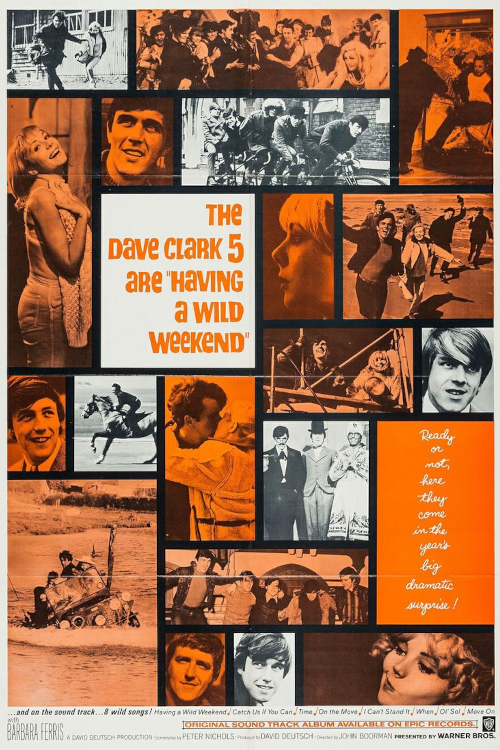 THE
DAVE CLARK 5
ARE "HAVING
A WILD
WEEKEND"
Ready
or
not,
here
they
come
in the
year's
big
dramatic
surprise!
...and on the sound track...8 wild songs! Having a Wild Weekend Catch Us If You Can Time On the Move I Can't Stand It When Ol' Sol Move On
with
BARBARA FERRIS
A DAVID DEUTSCH PRODUCTION Screenplay by PETER NICHOLS Produced by DAVID DEUTSCH Directed by JOHN BOORMAN PRESENTED BY WARNER BROS.
ORIGINAL SOUND TRACK ALBUM AVAILABLE ON EPIC RECORDS.